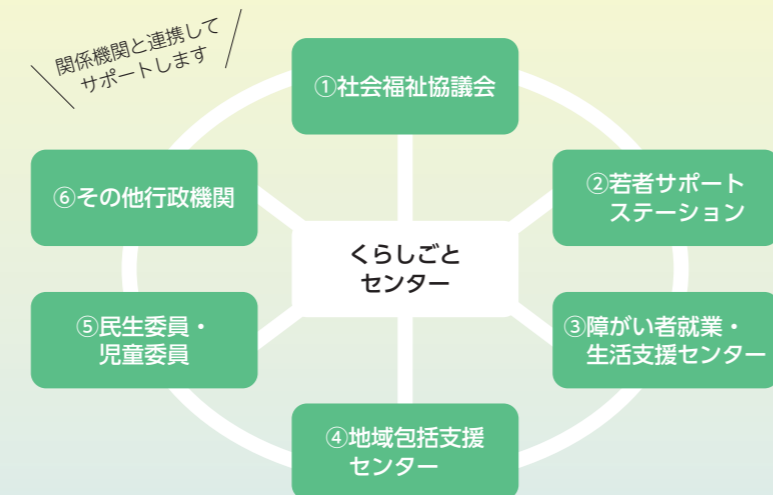 関係機関と連携して
サポートします
①社会福祉協議会
②若者サポート
ステーション
③障がい者就業・
生活支援センター
④地域包括支援
センター
⑤民生委員・
児童委員
⑥その他行政機関
くらしごと
センター